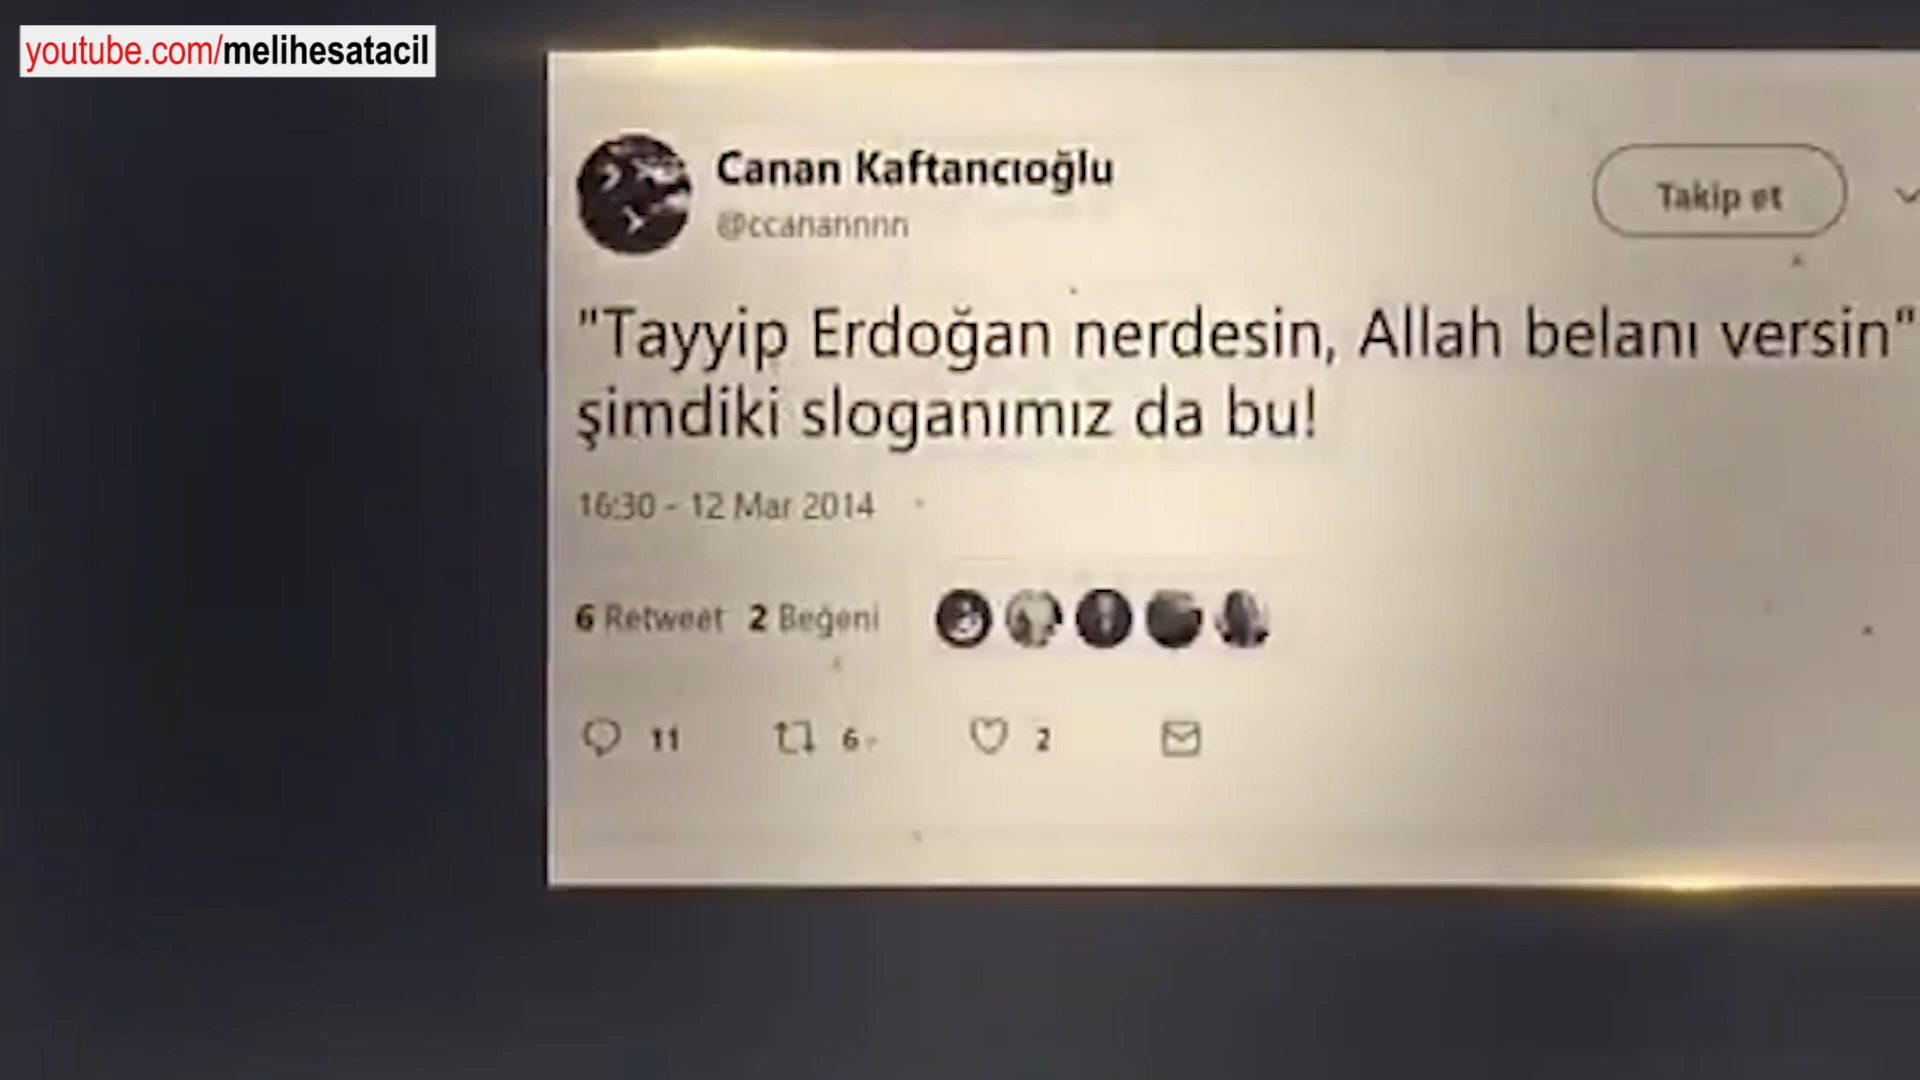 youtube.com/melihesatacil
Canan Kaftancıoğlu
@ccanannnn
Takip et
"Tayyip Erdoğan nerdesin, Allah belanı versin"
şimdiki sloganımız da bu!
16:30 - 12 Mar 2014
6 Retweet 2 Beğeni
11 6 2